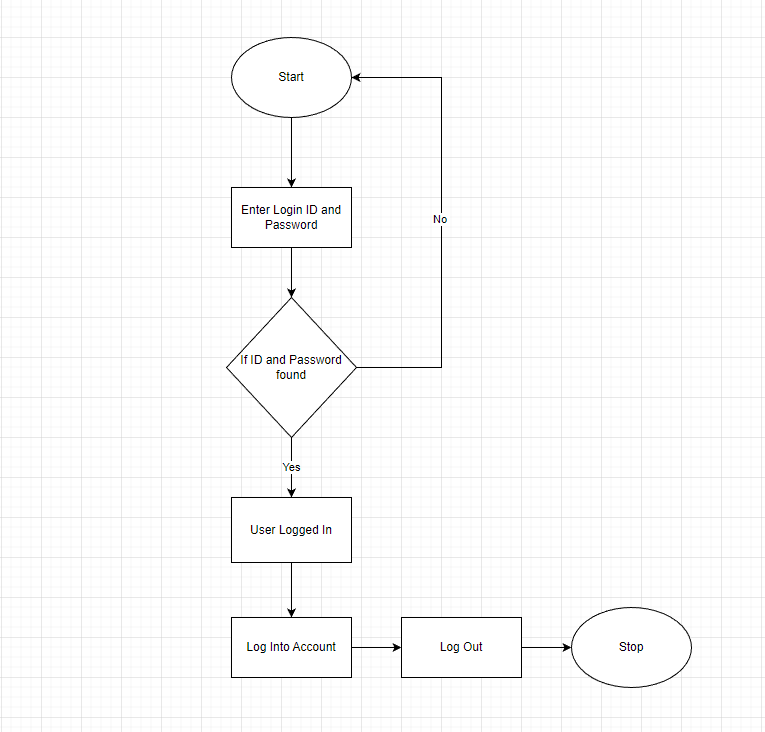 Start
Enter Login ID and
Password
No
If ID and Password
found
Yes
User Logged In
Log Into Account
Log Out
Stop